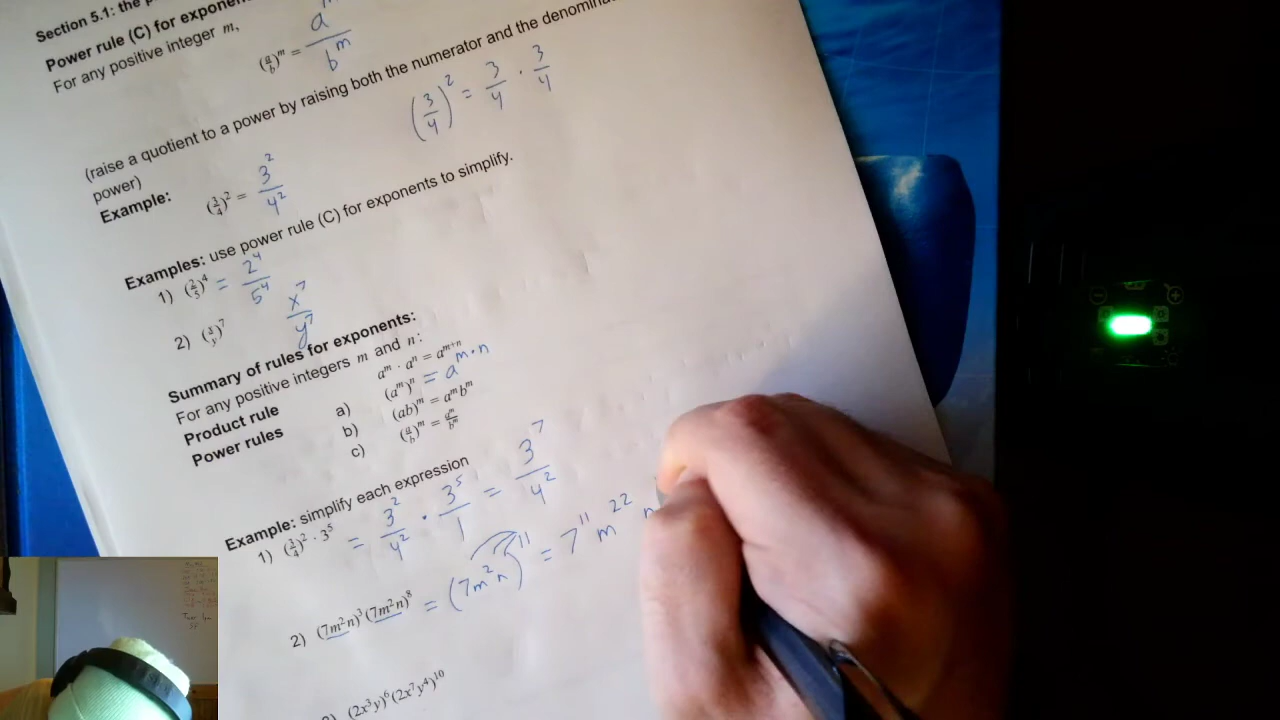 Section 5.1: the
Power rule (C) for exponen
For any positive integer m,
(a/b)^m = a^m/b^m
(raise a quotient to a power by raising both the numerator and the denomina
power)
(3/4)^2 = 3/4 · 3/4
Example: (3/4)^2 = 3^2/4^2
Examples: use power rule (C) for exponents to simplify.
1) (2/5)^4 = 2^4/5^4
2) x^7/y^7
Summary of rules for exponents:
For any positive integers m and n:
Product rule a^m · a^n = a^(m+n)
Power rules a) (a^m)^n = a^(m·n)
b) (ab)^m = a^m b^m
c) (a/b)^m = a^m/b^m
Example: simplify each expression
1) (3/4)^2 · 3^5 = 3^2/4^2 · 3^5/1 = 3^7/4^2
2) (7m^2n)^3(7m^2n)^8 = (7m^2n)^11 = 7^11 m^22 n
(2x^3y)^6(2x^7y^4)^10